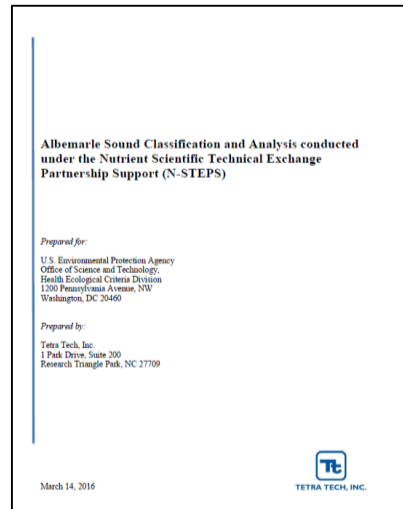 Albemarle Sound Classification and Analysis conducted
under the Nutrient Scientific Technical Exchange
Partnership Support (N-STEPS)
Prepared for:
U.S. Environmental Protection Agency
Office of Science and Technology,
Health Ecological Criteria Division
1200 Pennsylvania Avenue, NW
Washington, DC 20460
Prepared by:
Tetra Tech, Inc.
1 Park Drive, Suite 200
Research Triangle Park, NC 27709
Tt
TETRA TECH, INC.
March 14, 2016